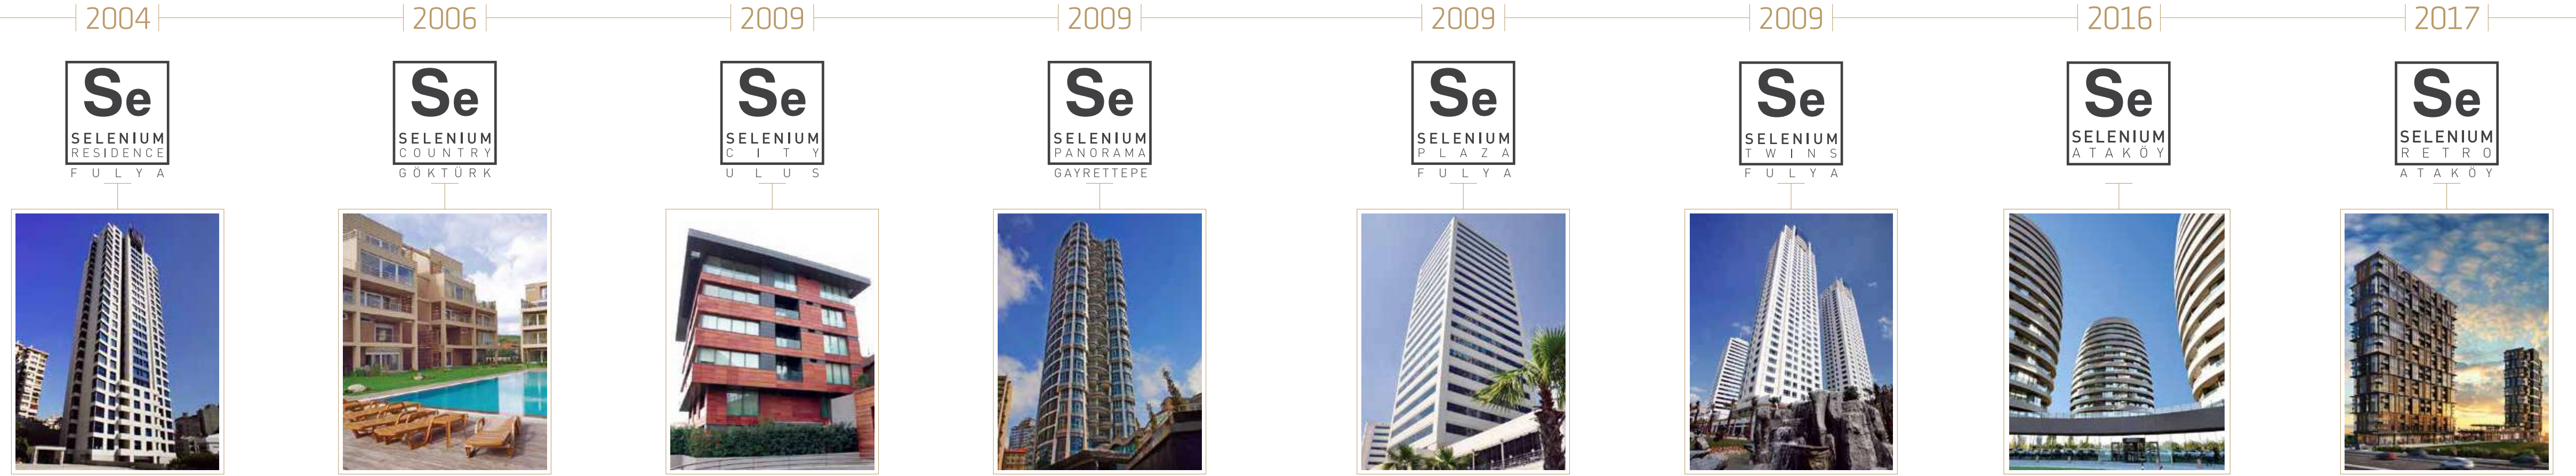 2004
Se
SELENIUM
RESIDENCE
FULYA
2006
Se
SELENIUM
COUNTRY
GÖKTÜRK
2009
Se
SELENIUM
CITY
ULUS
2009
Se
SELENIUM
PANORAMA
GAYRETTEPE
2009
Se
SELENIUM
PLAZA
FULYA
2009
Se
SELENIUM
TWINS
FULYA
2016
Se
SELENIUM
ATAKÖY
2017
Se
SELENIUM
RETRO
ATAKÖY